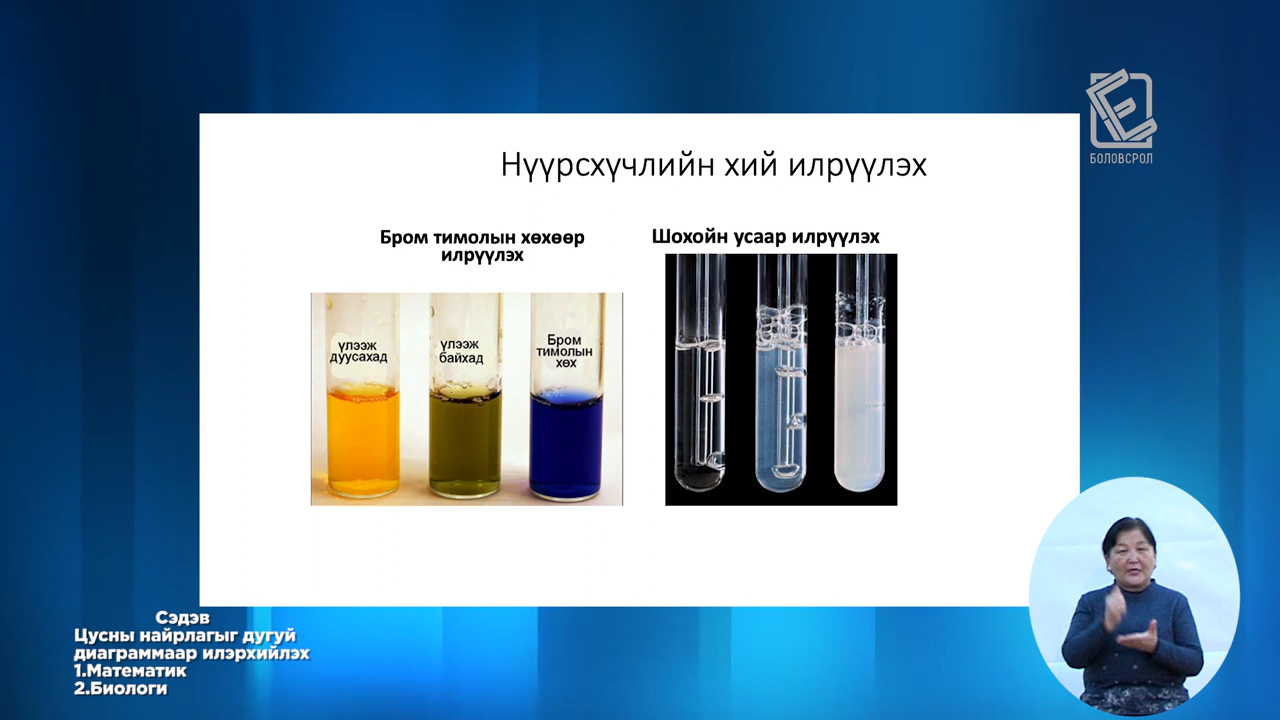 БОЛОВСРОЛ
Нүүрсхүчлийн хий илрүүлэх
Бром тимолын хөхөөр
илрүүлэх
үлээж
дуусахад
үлээж
байхад
Бром
тимолын
хөх
Шохойн усаар илрүүлэх
Сэдэв
Цусны найрлагыг дугуй
диаграммаар илэрхийлэх
1.Математик
2.Биологи